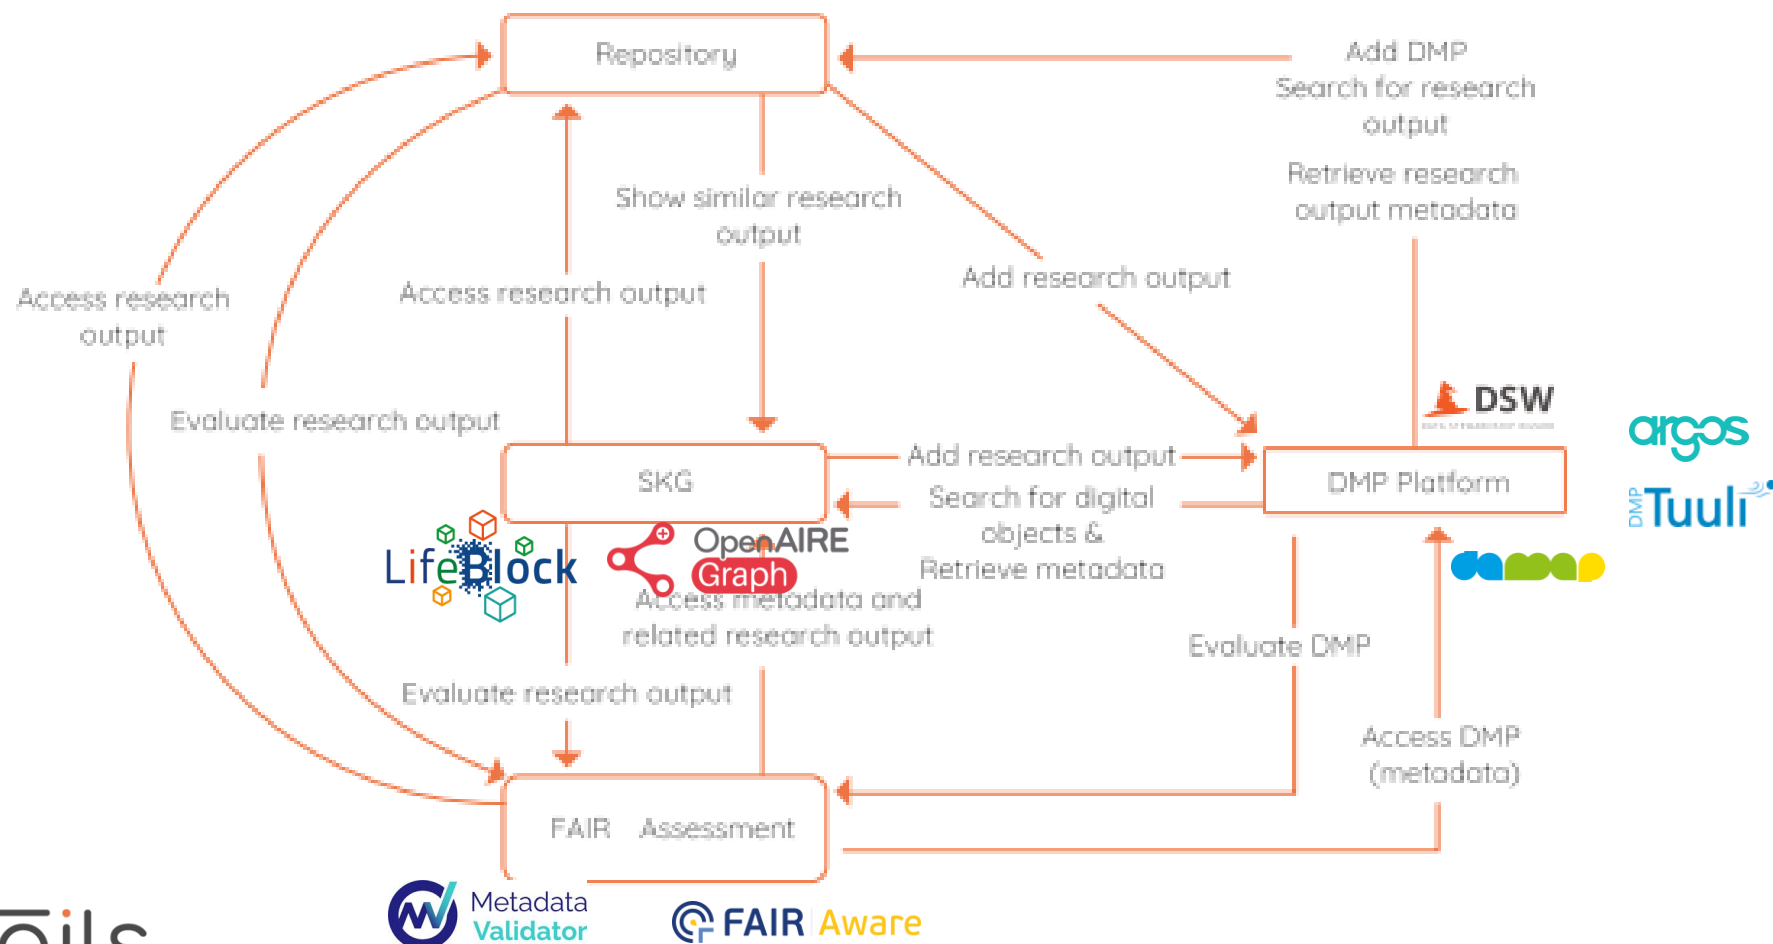 Repository
Add DMP
Search for research
output
Retrieve research
output metadata
Show similar research
output
Add research output
Access research
output
Access research output
Evaluate research output
DSW
argos
DMP Tuuli
SKG
Add research output
Search for digital
objects &
Retrieve metadata
DMP Platform
LifeBlock
OpenAIRE
Graph
Access metadata and
related research output
damap
Evaluate DMP
Evaluate research output
Access DMP
(metadata)
FAIR Assessment
Metadata
Validator
FAIR Aware